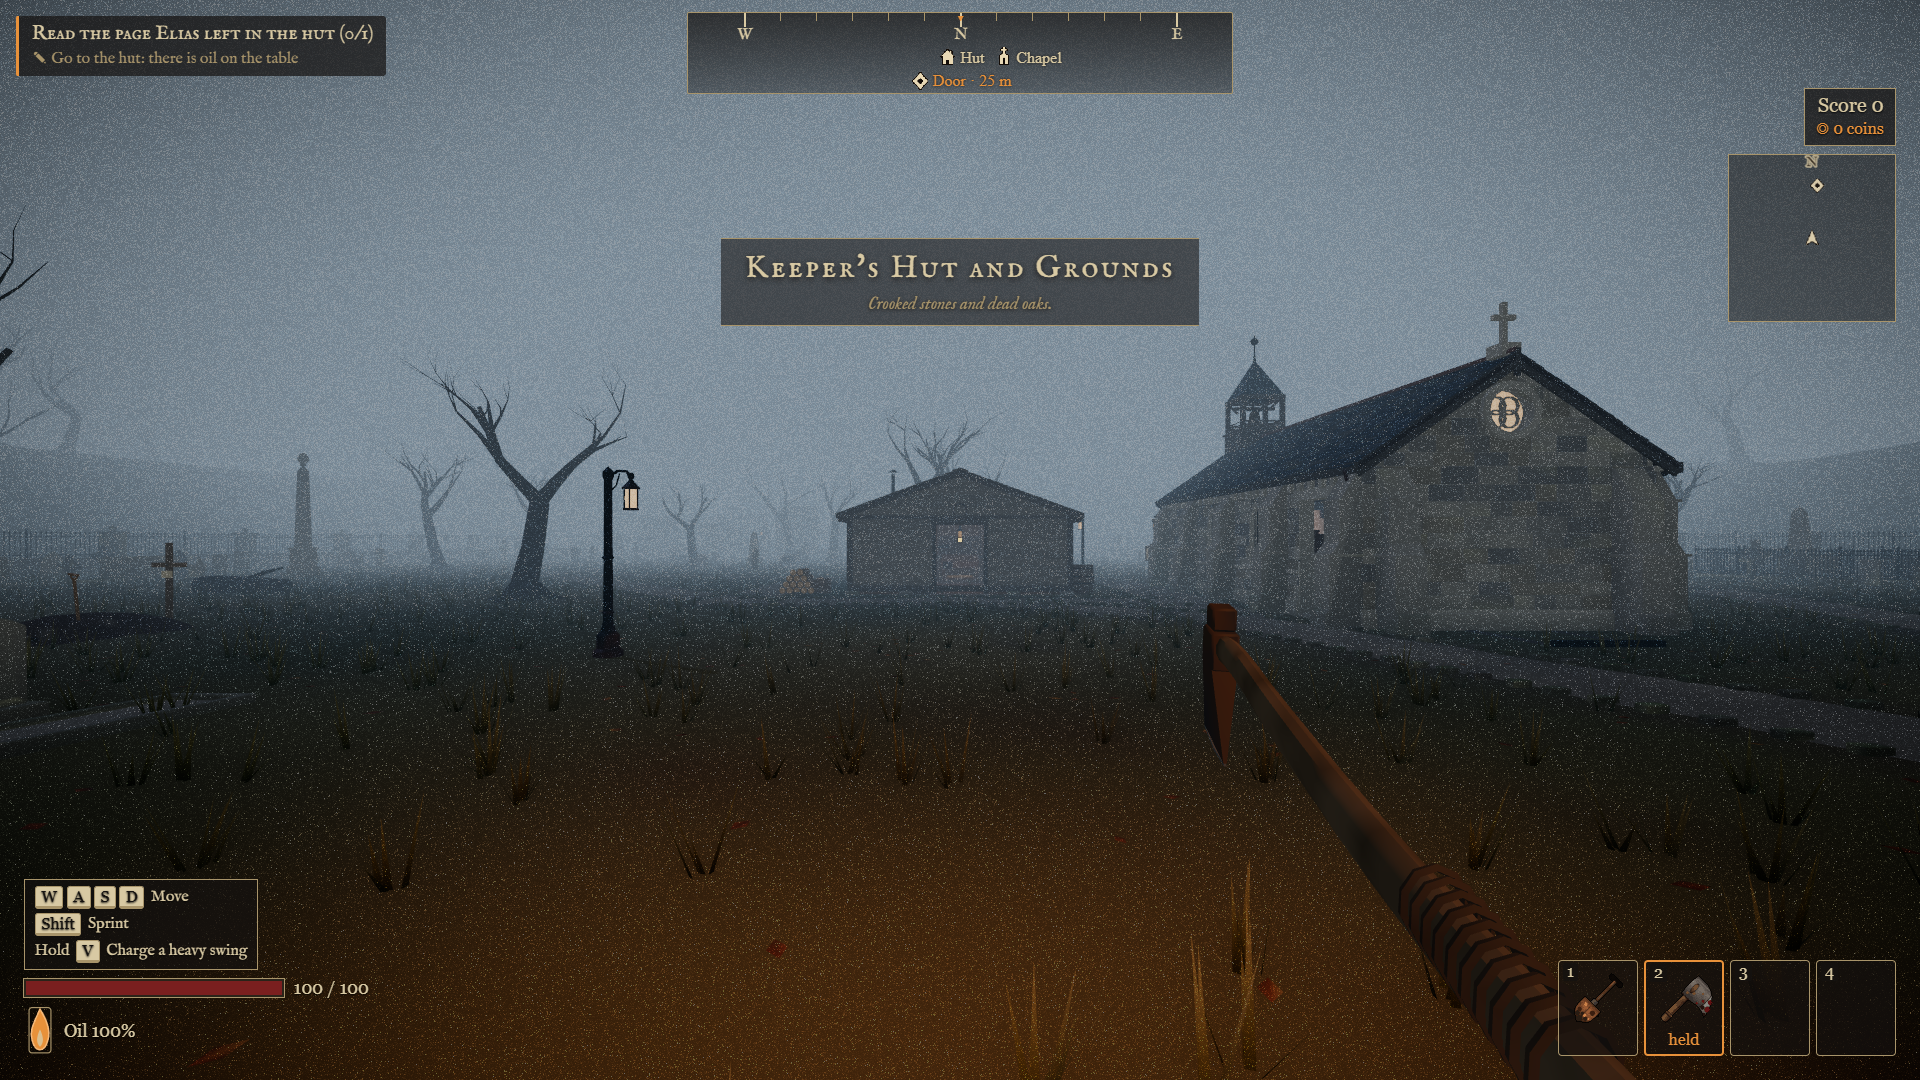 Read the page Elias left in the hut (0/1)
Go to the hut: there is oil on the table
W N E
Hut Chapel
Door · 25 m
Score 0
0 coins
N
Keeper's Hut and Grounds
Crooked stones and dead oaks.
W A S D Move
Shift Sprint
Hold V Charge a heavy swing
100 / 100
Oil 100%
1 2 3 4
held